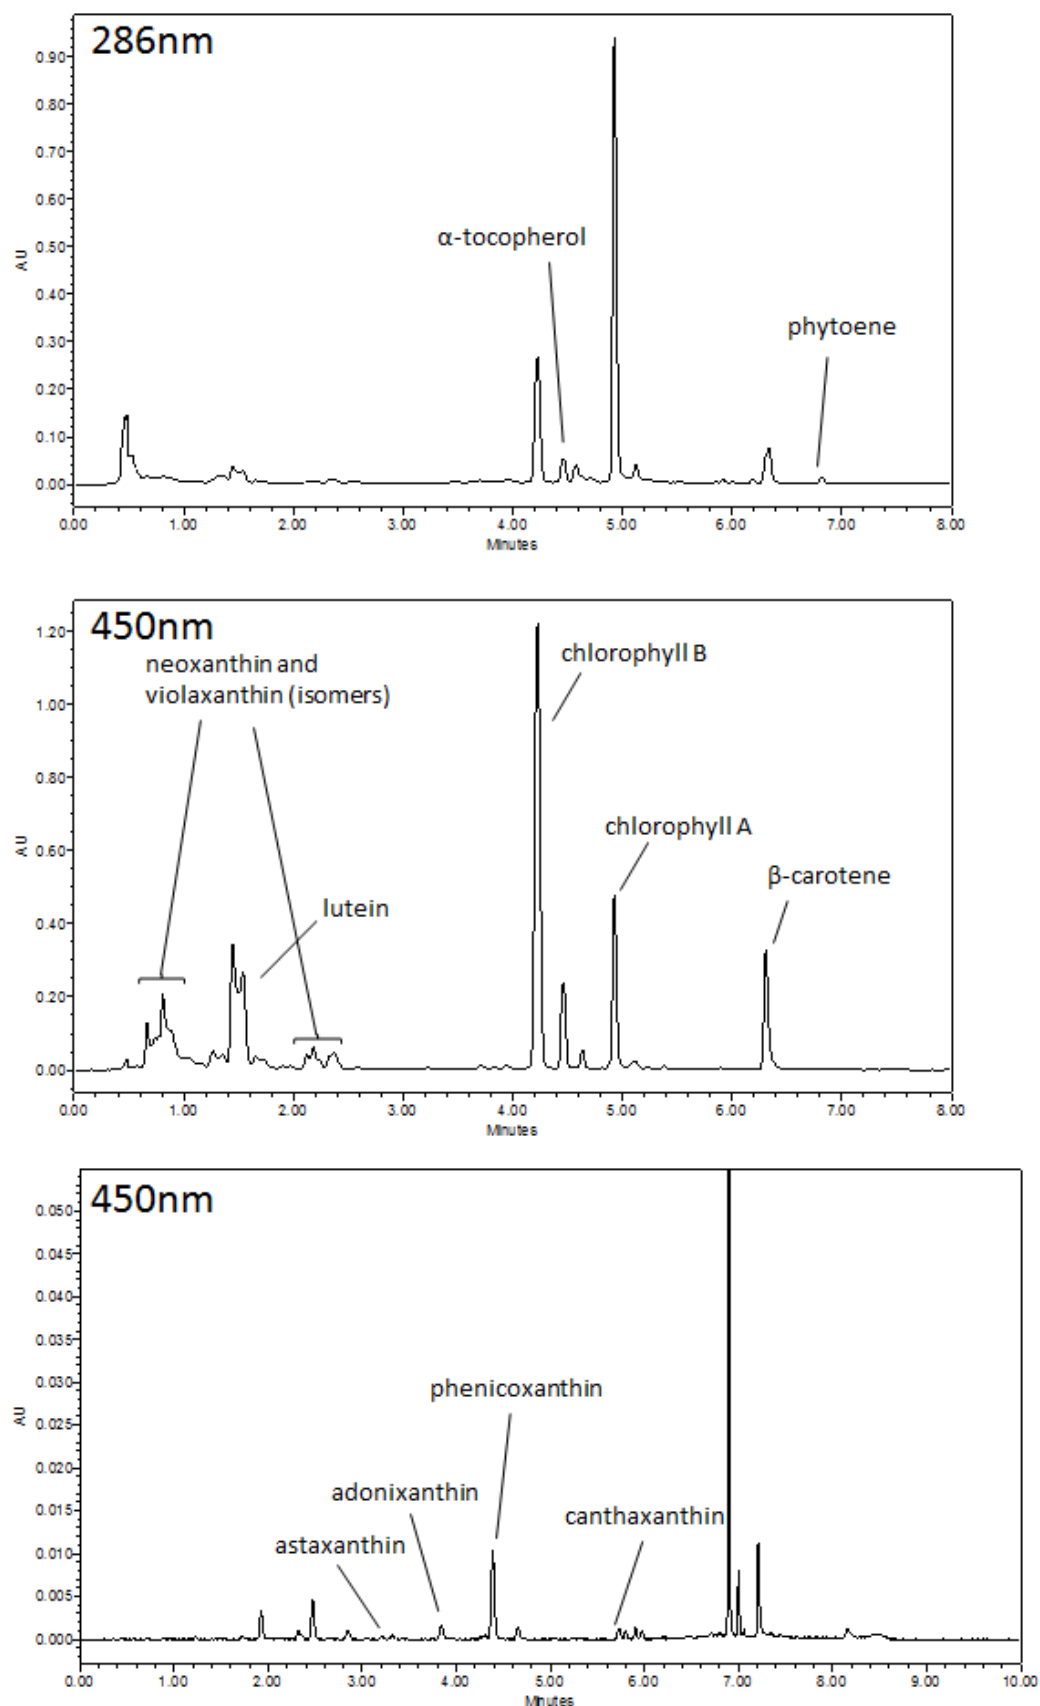 286nm
0.90
0.80
0.70
0.60
0.50
0.40
0.30
0.20
0.10
0.00
AU
α-tocopherol
phytoene
0.00 1.00 2.00 3.00 4.00 5.00 6.00 7.00 8.00
Minutes
450nm
1.20
1.00
0.80
0.60
0.40
0.20
0.00
AU
neoxanthin and
violaxanthin (isomers)
lutein
chlorophyll B
chlorophyll A
β-carotene
0.00 1.00 2.00 3.00 4.00 5.00 6.00 7.00 8.00
Minutes
450nm
0.050
0.045
0.040
0.035
0.030
0.025
0.020
0.015
0.010
0.005
0.000
AU
phenicoxanthin
adonixanthin
astaxanthin
canthaxanthin
0.00 1.00 2.00 3.00 4.00 5.00 6.00 7.00 8.00 9.00 10.00
Minutes